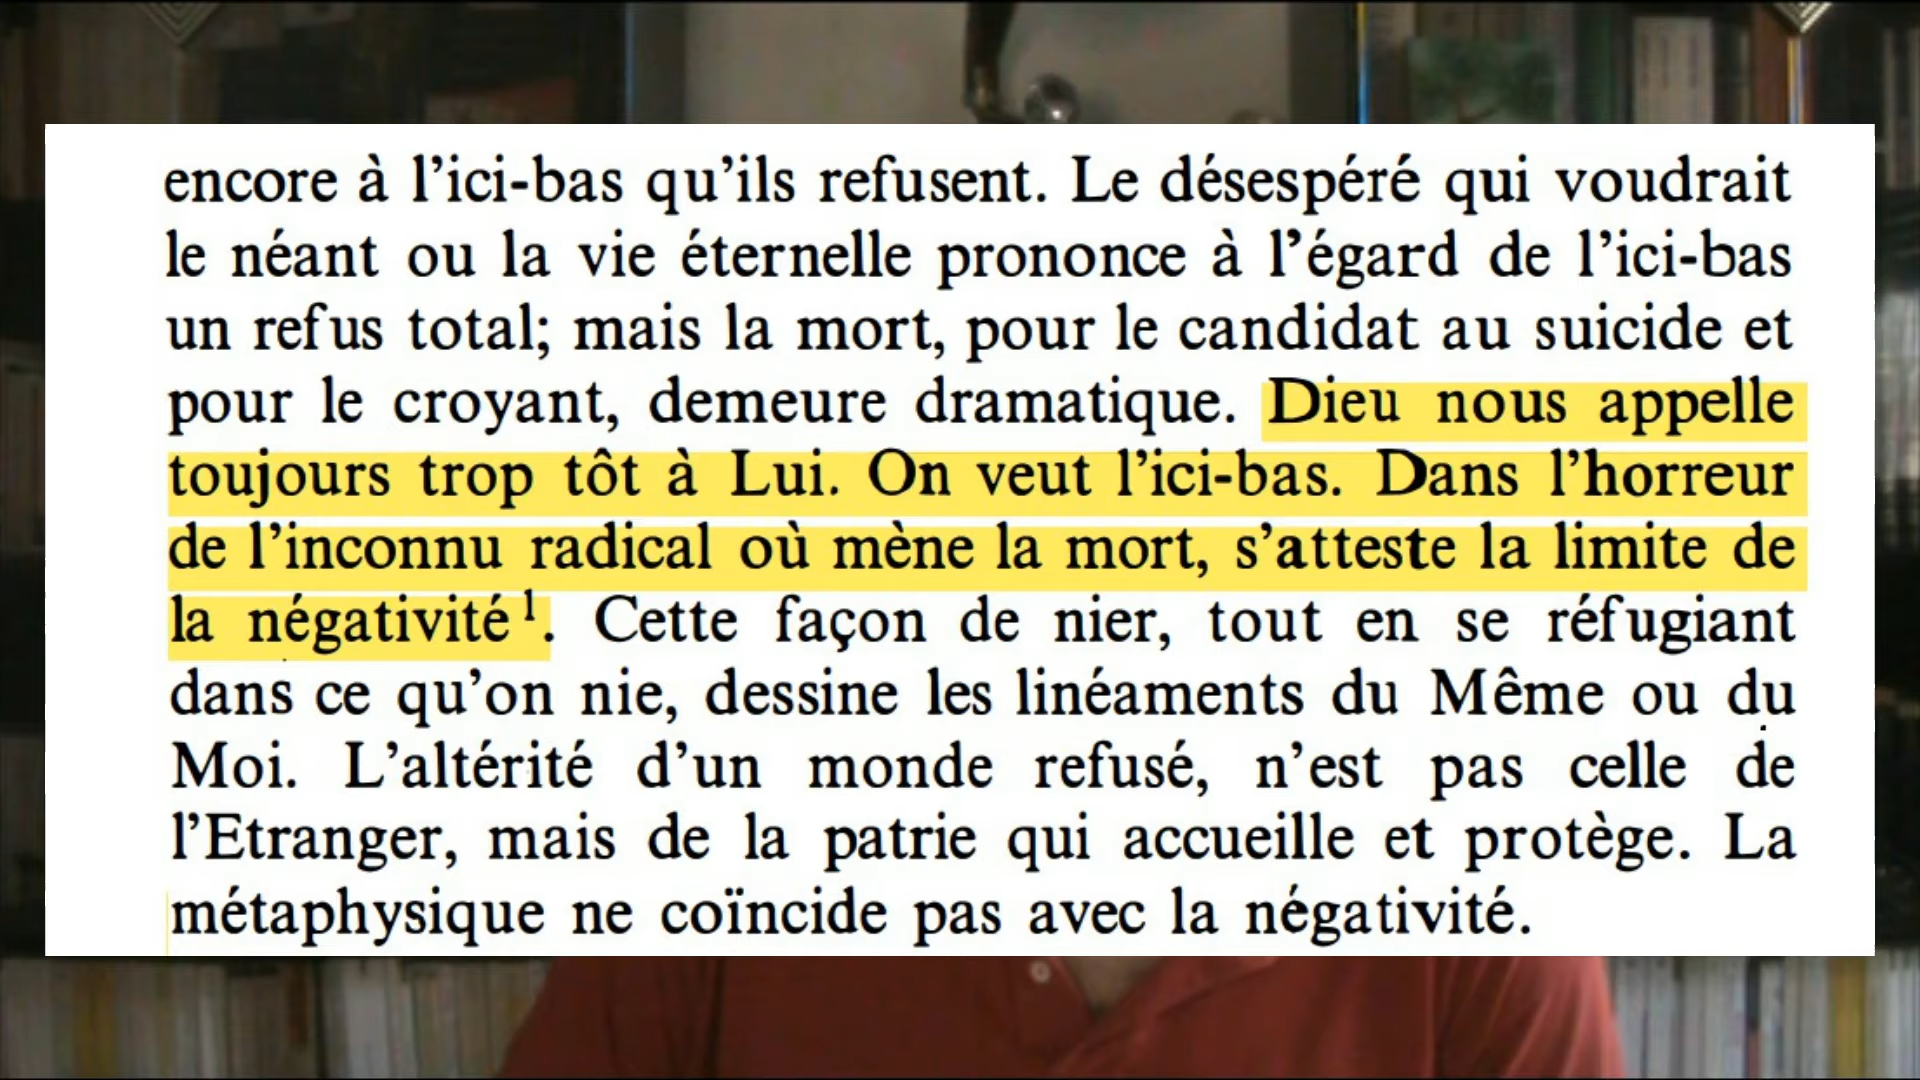 encore à l'ici-bas qu'ils refusent. Le désespéré qui voudrait
le néant ou la vie éternelle prononce à l'égard de l'ici-bas
un refus total; mais la mort, pour le candidat au suicide et
pour le croyant, demeure dramatique. Dieu nous appelle
toujours trop tôt à Lui. On veut l'ici-bas. Dans l'horreur
de l'inconnu radical où mène la mort, s'atteste la limite de
la négativité¹. Cette façon de nier, tout en se réfugiant
dans ce qu'on nie, dessine les linéaments du Même ou du
Moi. L'altérité d'un monde refusé, n'est pas celle de
l'Etranger, mais de la patrie qui accueille et protège. La
métaphysique ne coïncide pas avec la négativité.